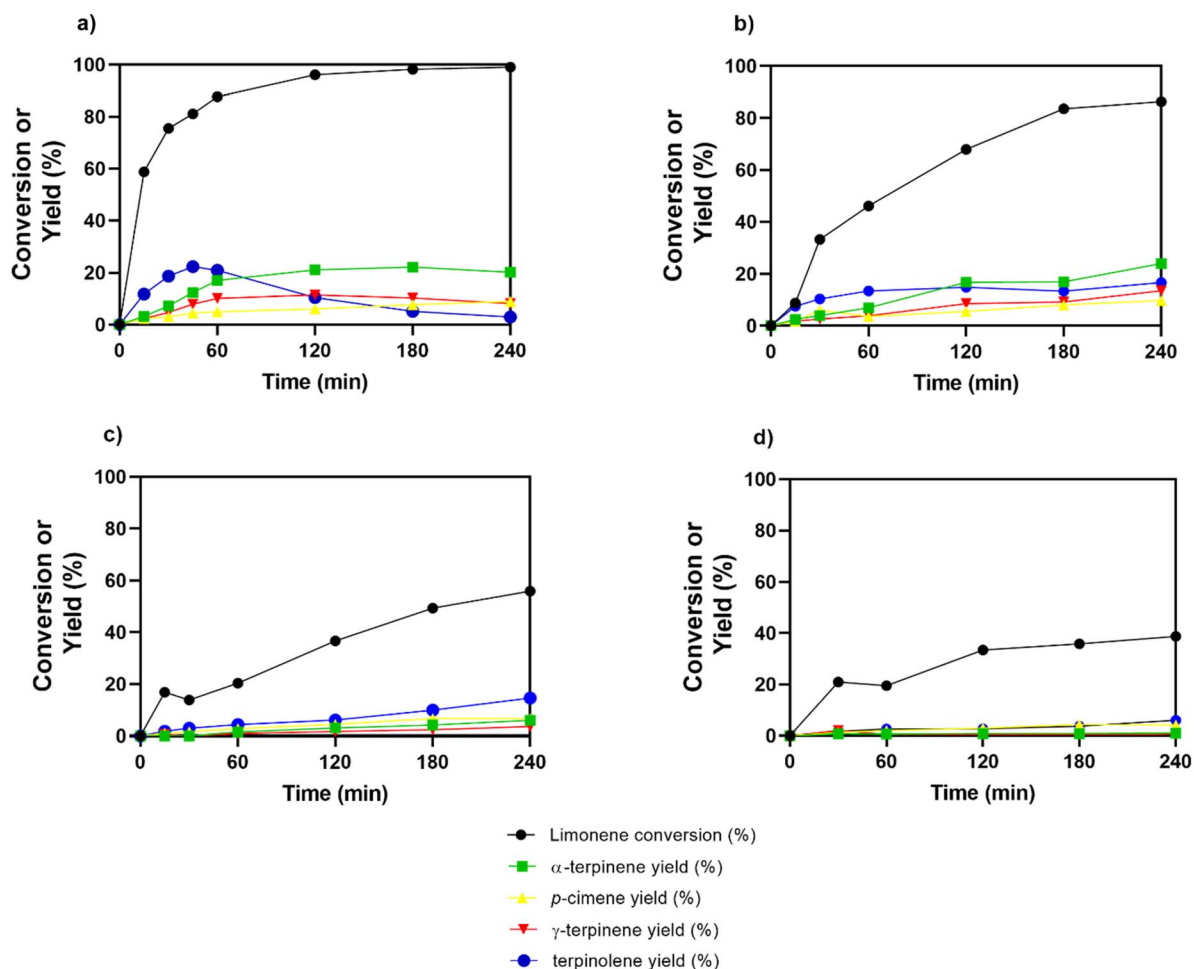 a)
100
80
60
40
20
0
Conversion or
Yield (%)
0 60 120 180 240
Time (min)
b)
100
80
60
40
20
0
Conversion or
Yield (%)
0 60 120 180 240
Time (min)
c)
100
80
60
40
20
0
Conversion or
Yield (%)
0 60 120 180 240
Time (min)
d)
100
80
60
40
20
0
Conversion or
Yield (%)
0 60 120 180 240
Time (min)
Limonene conversion (%)
α-terpinene yield (%)
p-cimene yield (%)
γ-terpinene yield (%)
terpinolene yield (%)